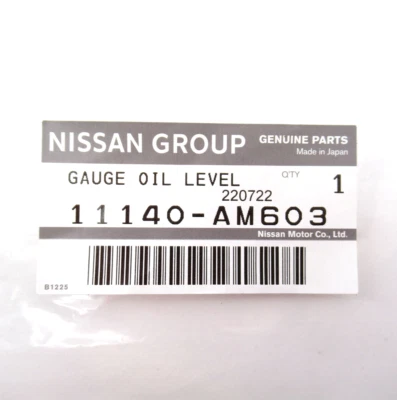 NISSAN GROUP GENUINE PARTS
Made in Japan
GAUGE OIL LEVEL QTY 1
220722
11140-AM603
Nissan Motor Co., Ltd.
B1225